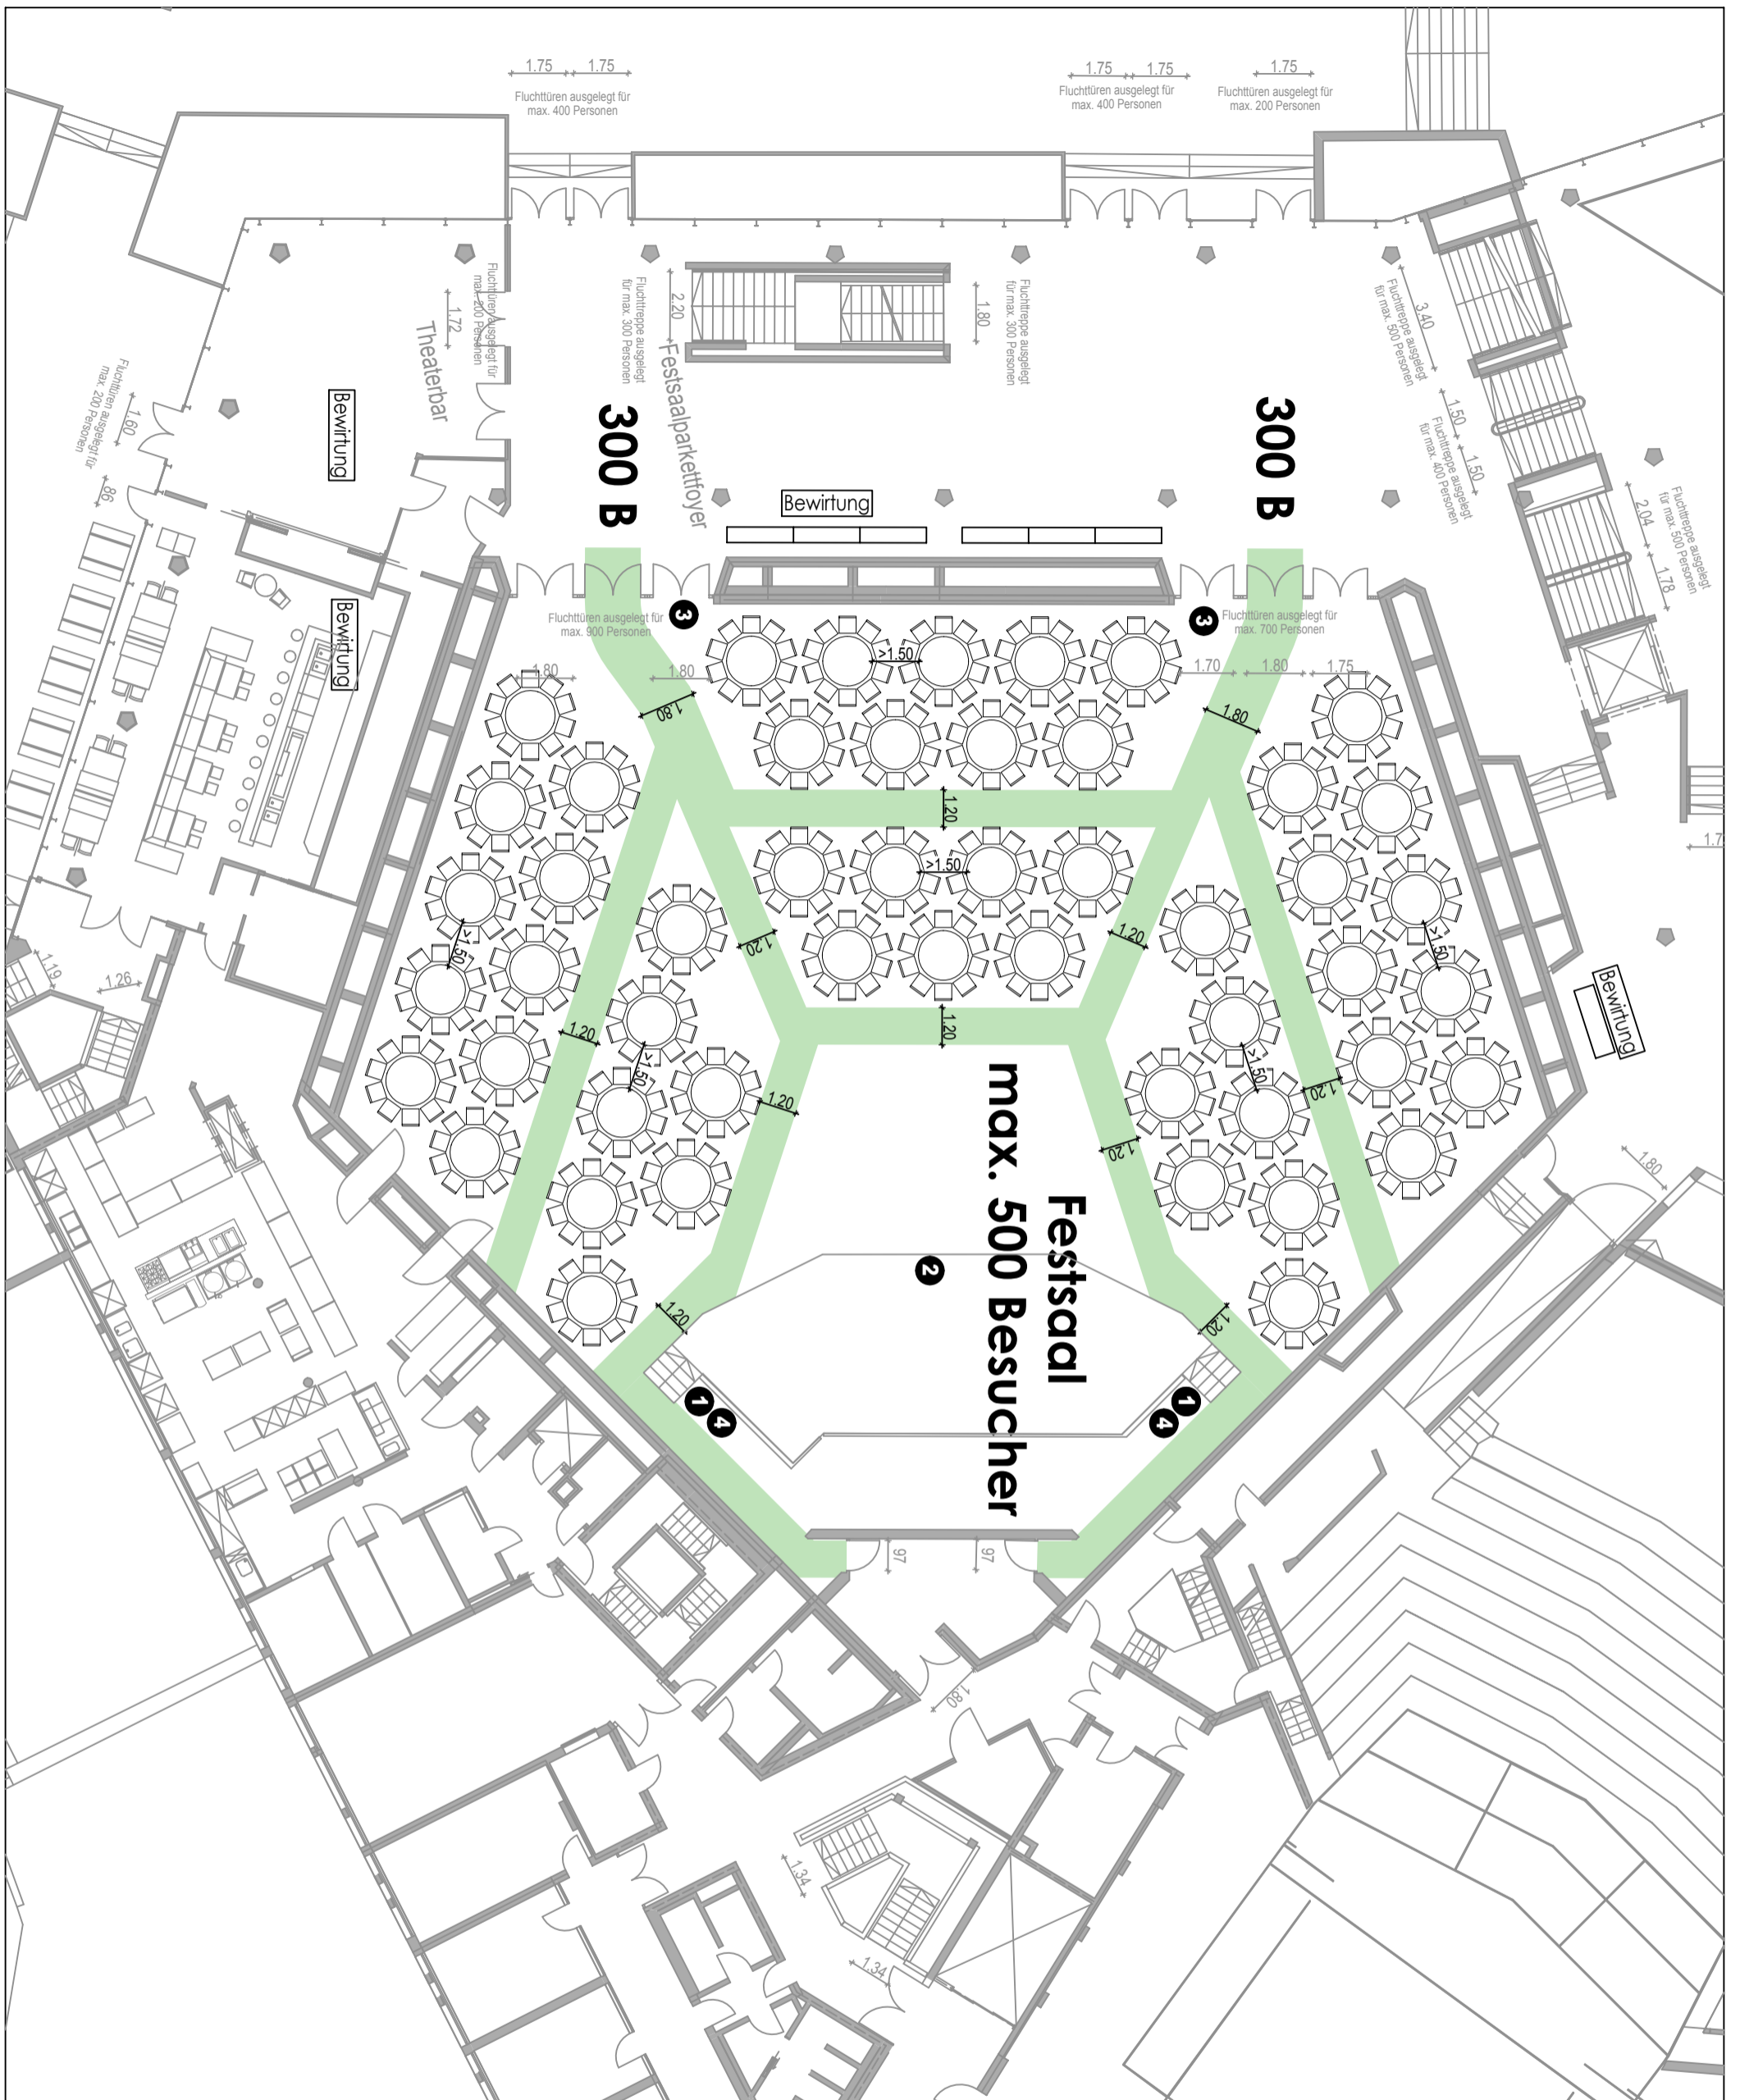 1.75 1.75
Fluchttüren ausgelegt für
max. 400 Personen
1.75 1.75
Fluchttüren ausgelegt für
max. 400 Personen
1.75
Fluchttüren ausgelegt für
max. 200 Personen
Fluchttüren ausgelegt für
max. 200 Personen
1.72
Theaterbar
Fluchttüren ausgelegt für
max. 200 Personen
1.60
86
Bewirtung
Bewirtung
Fluchttreppe ausgelegt
für max. 300 Personen
2.20
Festsaalparkettfoyer
1.80
Fluchttreppe ausgelegt
für max. 300 Personen
3.40
Fluchttreppe ausgelegt
für max. 500 Personen
1.50
1.50
Fluchttreppe ausgelegt
für max. 400 Personen
Fluchttreppe ausgelegt
für max. 500 Personen
2.04
1.78
300 B
300 B
Bewirtung
3
Fluchttüren ausgelegt für
max. 900 Personen
3
Fluchttüren ausgelegt für
max. 700 Personen
1.80
1.80
1.70
1.80
1.75
>1.50
1.80
1.80
1.20
>1.50
1.20
1.20
>1.50
>1.50
1.20
1.20
>1.50
>1.50
1.20
1.20
1.20
1.20
1.7
1.19
1.26
Bewirtung
1.80
Festsaal
max. 500 Besucher
2
1.20
1.20
1
4
1
4
97
97
1.80
1.34
1.34